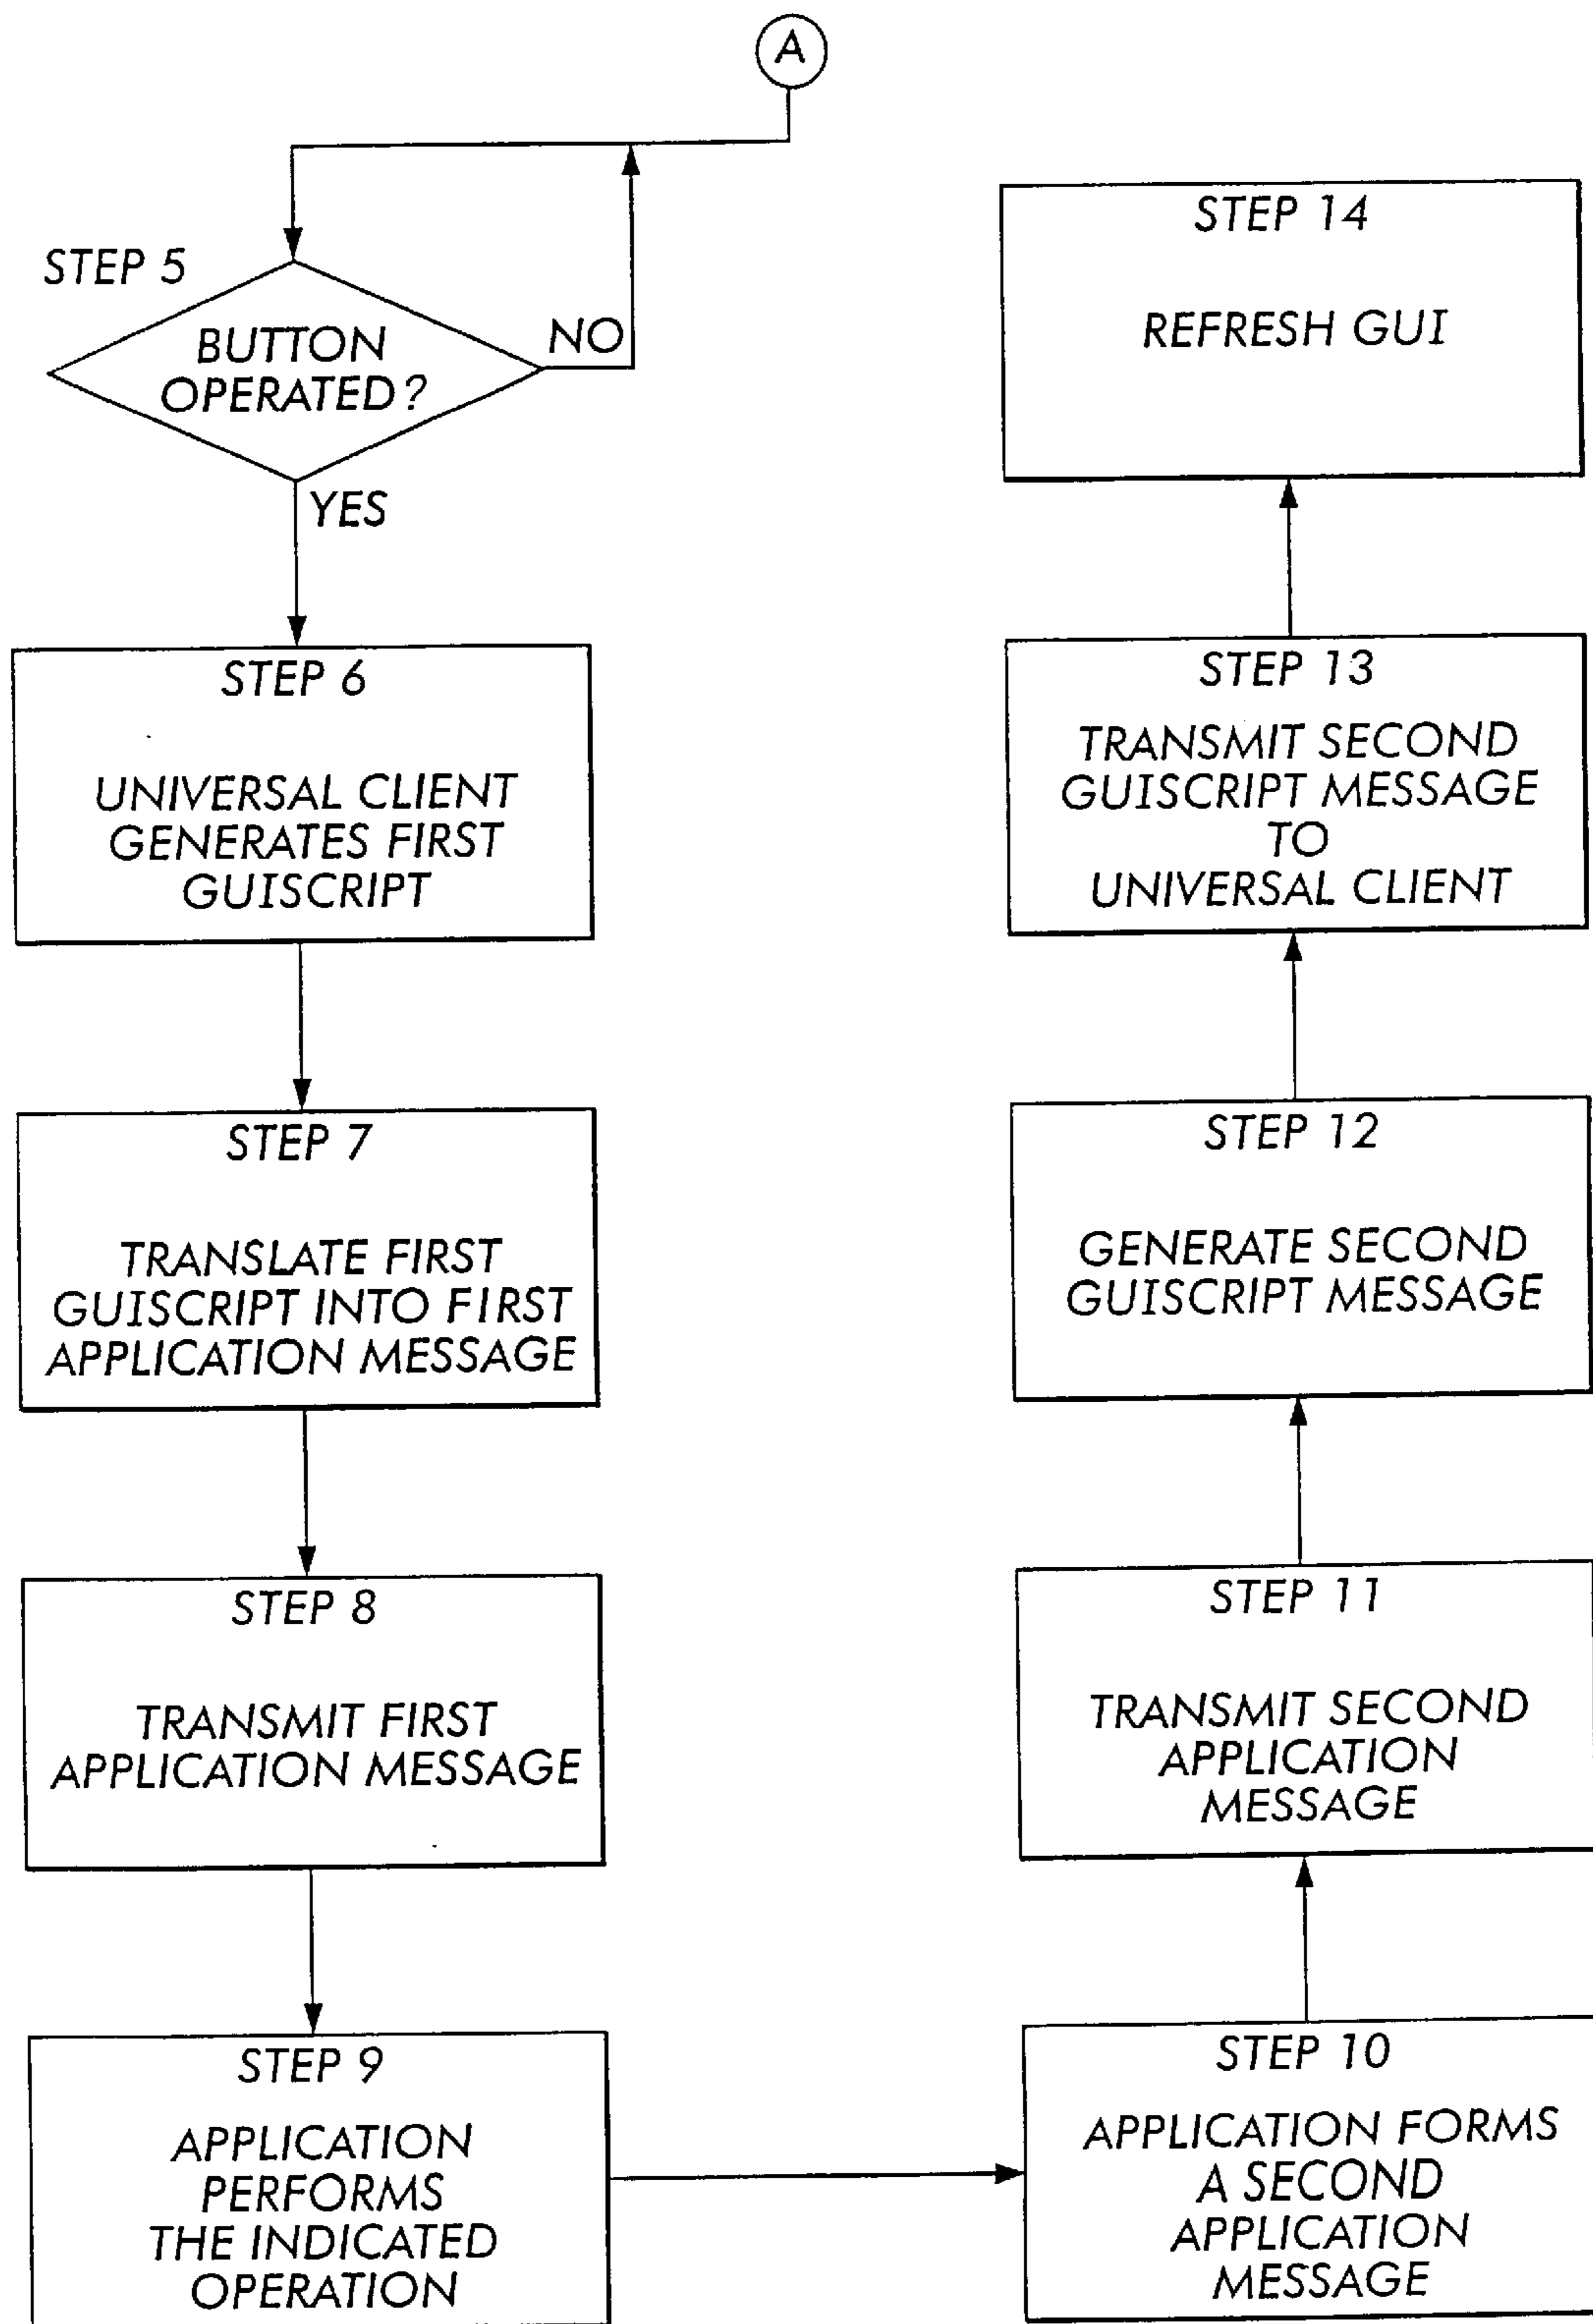 A
STEP 5
BUTTON
OPERATED?
NO
YES
STEP 6
UNIVERSAL CLIENT
GENERATES FIRST
GUISCRIPT
STEP 7
TRANSLATE FIRST
GUISCRIPT INTO FIRST
APPLICATION MESSAGE
STEP 8
TRANSMIT FIRST
APPLICATION MESSAGE
STEP 9
APPLICATION
PERFORMS
THE INDICATED
OPERATION
STEP 10
APPLICATION FORMS
A SECOND
APPLICATION
MESSAGE
STEP 11
TRANSMIT SECOND
APPLICATION
MESSAGE
STEP 12
GENERATE SECOND
GUISCRIPT MESSAGE
STEP 13
TRANSMIT SECOND
GUISCRIPT MESSAGE
TO
UNIVERSAL CLIENT
STEP 14
REFRESH GUI